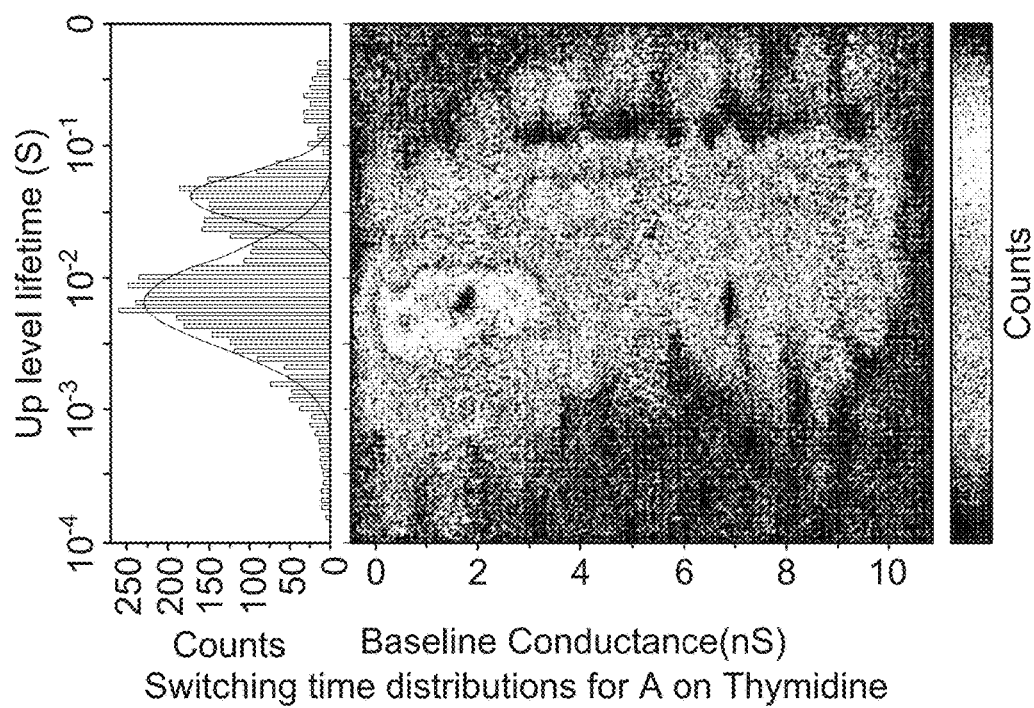 Up level lifetime (S)
0
10-1
10-2
10-3
10-4
250
200
150
100
50
0
0 2 4 6 8 10
Counts
Counts Baseline Conductance(nS)
Switching time distributions for A on Thymidine